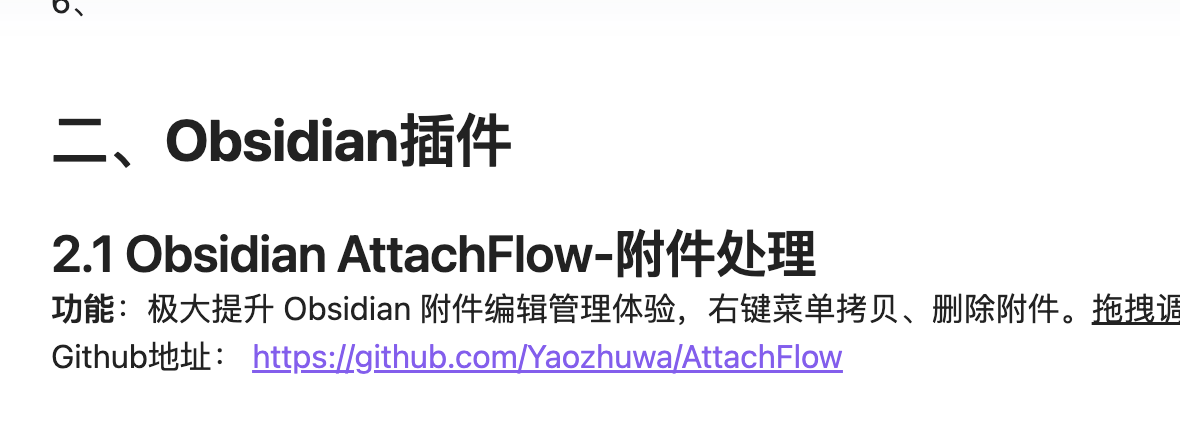 6、
二、Obsidian插件
2.1 Obsidian AttachFlow-附件处理
功能：极大提升 Obsidian 附件编辑管理体验，右键菜单拷贝、删除附件。拖拽调
Github地址： https://github.com/Yaozhuwa/AttachFlow